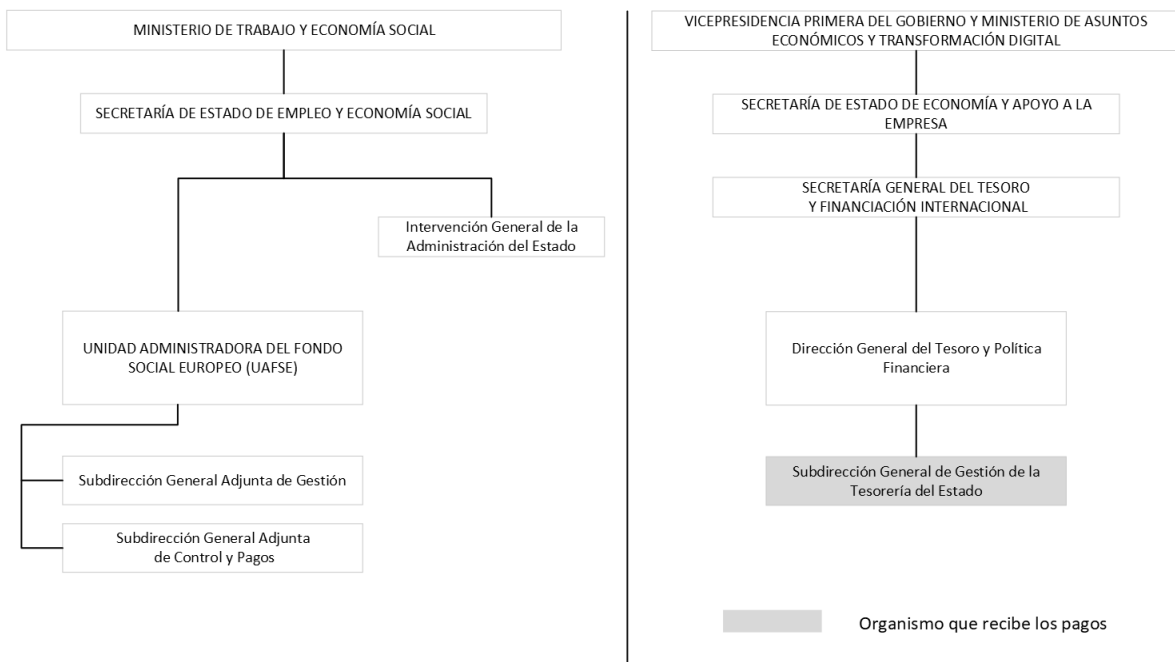 MINISTERIO DE TRABAJO Y ECONOMÍA SOCIAL
SECRETARÍA DE ESTADO DE EMPLEO Y ECONOMÍA SOCIAL
Intervención General de la
Administración del Estado
UNIDAD ADMINISTRADORA DEL FONDO
SOCIAL EUROPEO (UAFSE)
Subdirección General Adjunta de Gestión
Subdirección General Adjunta
de Control y Pagos
VICEPRESIDENCIA PRIMERA DEL GOBIERNO Y MINISTERIO DE ASUNTOS
ECONÓMICOS Y TRANSFORMACIÓN DIGITAL
SECRETARÍA DE ESTADO DE ECONOMÍA Y APOYO A LA
EMPRESA
SECRETARÍA GENERAL DEL TESORO
Y FINANCIACIÓN INTERNACIONAL
Dirección General del Tesoro y Política
Financiera
Subdirección General de Gestión de la
Tesorería del Estado
Organismo que recibe los pagos